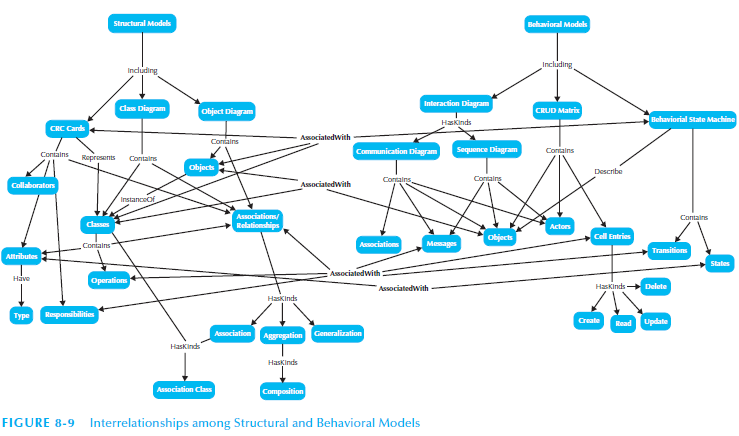 Structural Models
Behavioral Models
Including
Including
CRC Cards
Class Diagram
Object Diagram
Interaction Diagram
CRUD Matrix
Behaviorial State Machine
HasKinds
AssociatedWith
Contains
Represents
Contains
Contains
Communication Diagram
Sequence Diagram
Contains
Collaborators
Objects
AssociatedWith
Contains
Contains
Describe
InstanceOf
Classes
Associations/
Relationships
Contains
Associations
Messages
Objects
Actors
Cell Entries
Contains
Attributes
Transitions
States
Have
Operations
AssociatedWith
AssociatedWith
HasKinds
Delete
Type
Responsibilities
HasKinds
Create
Read
Update
Association
Aggregation
Generalization
HasKinds
HasKinds
Association Class
Composition
FIGURE 8-9 Interrelationships among Structural and Behavioral Models